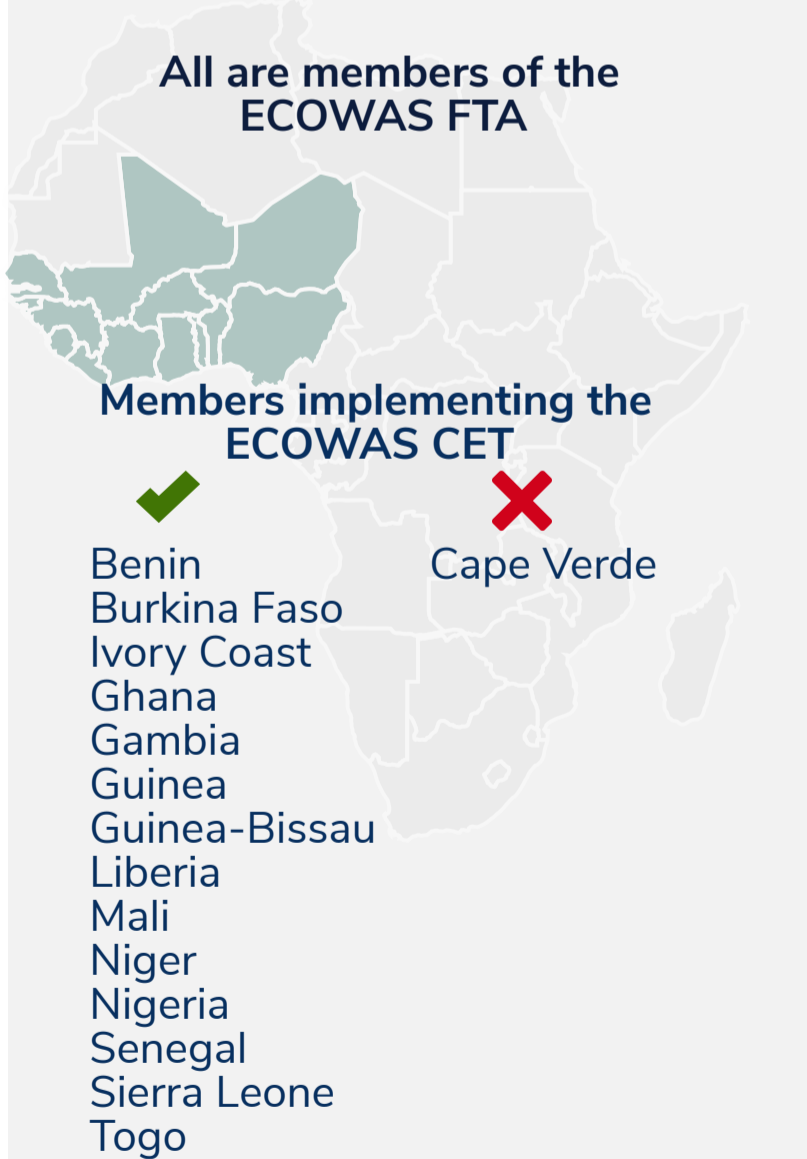 All are members of the
ECOWAS FTA
Members implementing the
ECOWAS CET
Benin
Burkina Faso
Ivory Coast
Ghana
Gambia
Guinea
Guinea-Bissau
Liberia
Mali
Niger
Nigeria
Senegal
Sierra Leone
Togo
Cape Verde